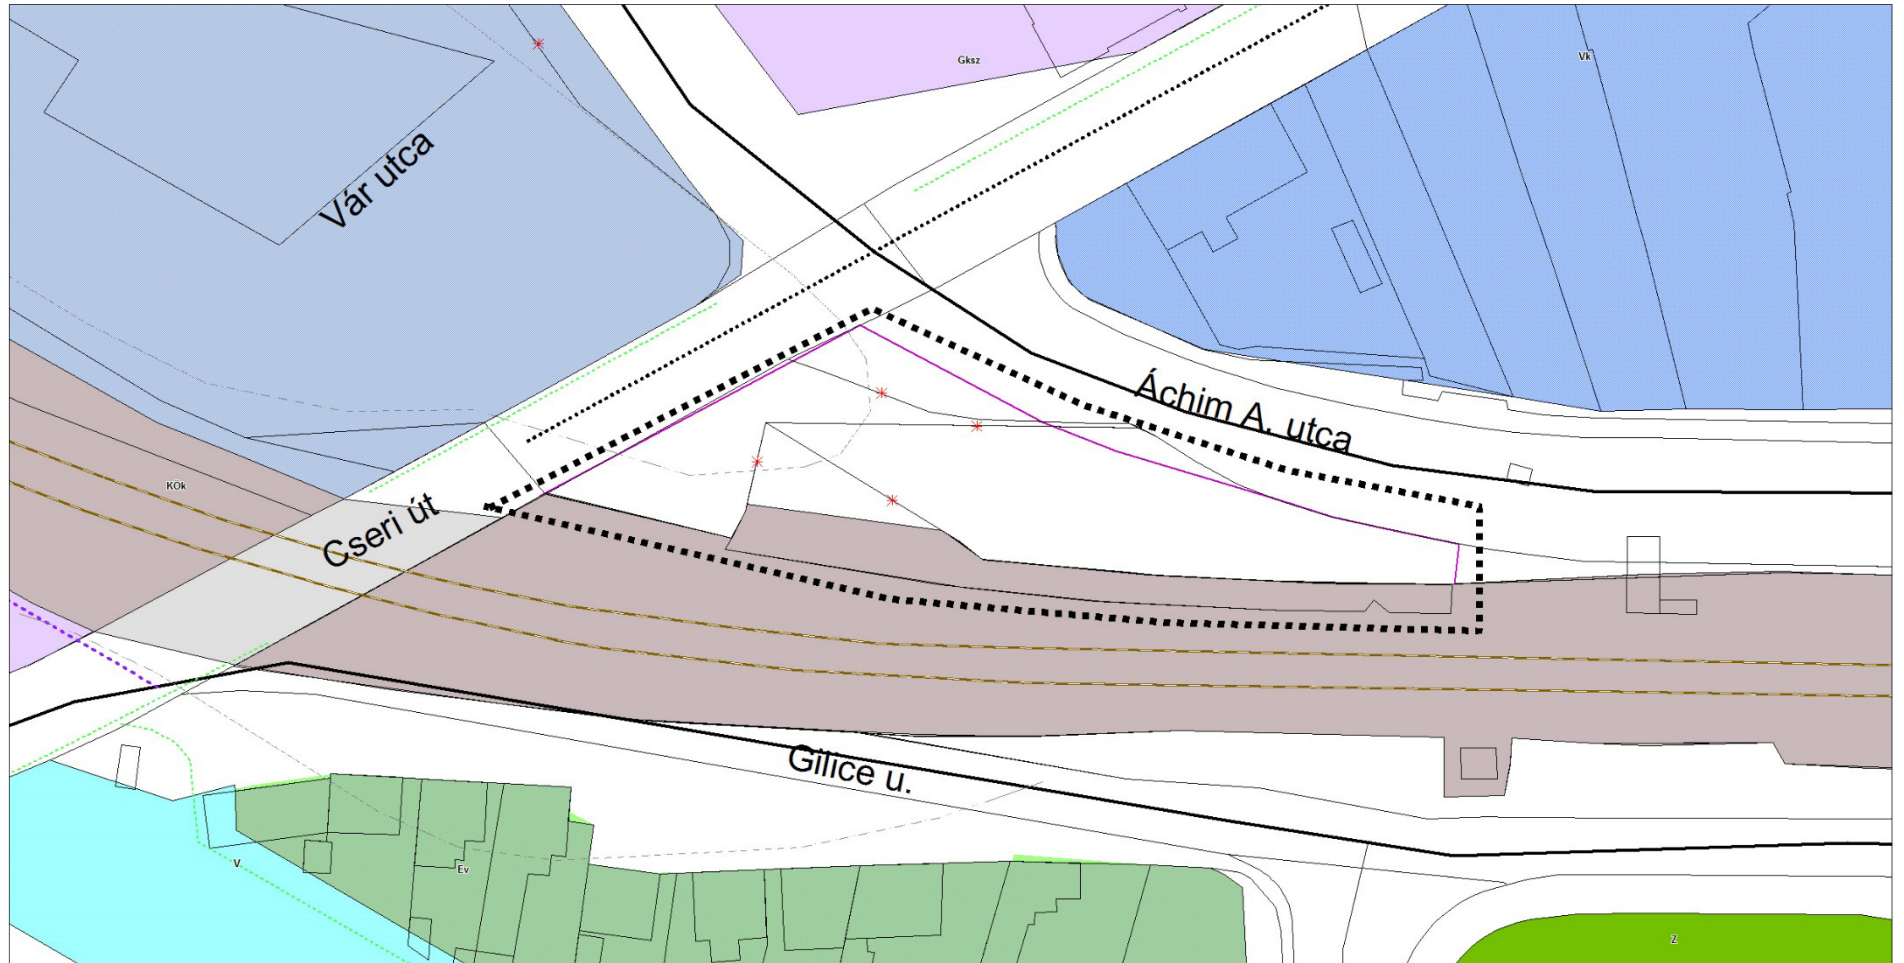 Gksz
Vk
Vár utca
Áchim A. utca
KÖk
Cseri út
Gilice u.
V
Ev
Z